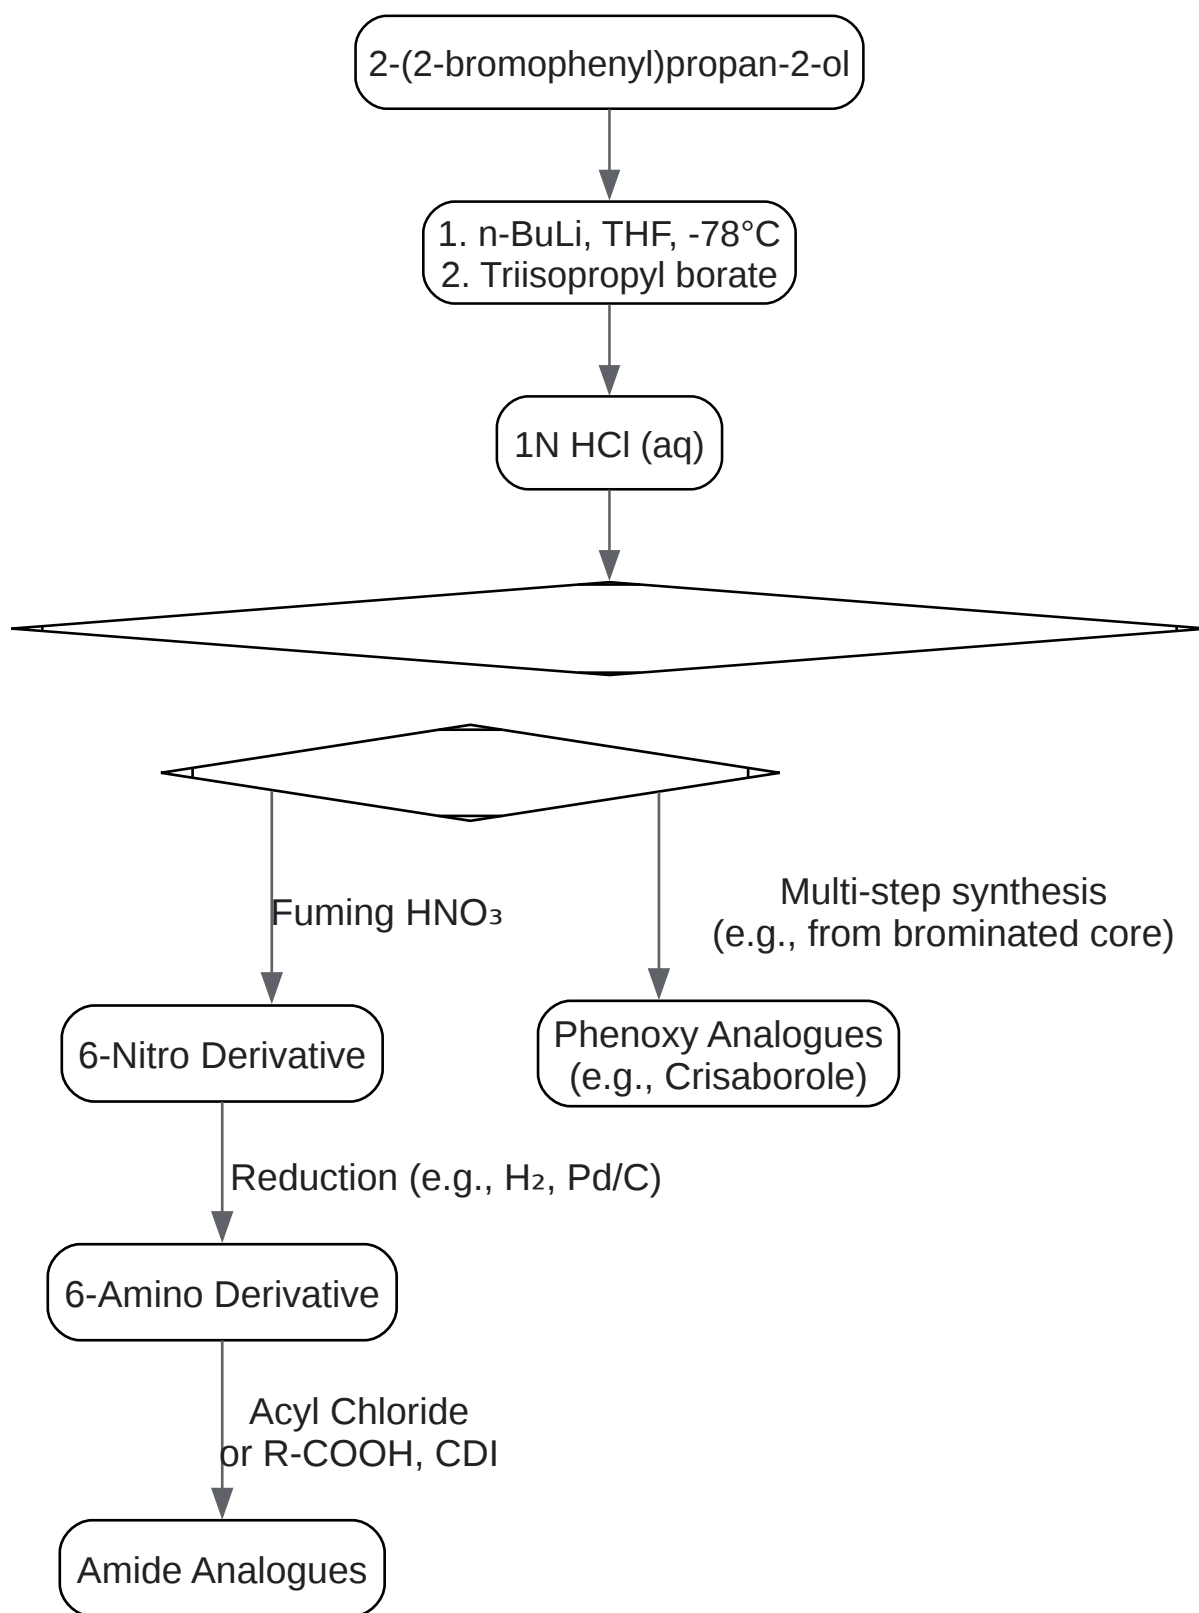 2-(2-bromophenyl)propan-2-ol
1. n-BuLi, THF, -78°C
2. Triisopropyl borate
1N HCl (aq)
Fuming HNO₃
Multi-step synthesis
(e.g., from brominated core)
6-Nitro Derivative
Phenoxy Analogues
(e.g., Crisaborole)
Reduction (e.g., H₂, Pd/C)
6-Amino Derivative
Acyl Chloride
or R-COOH, CDI
Amide Analogues